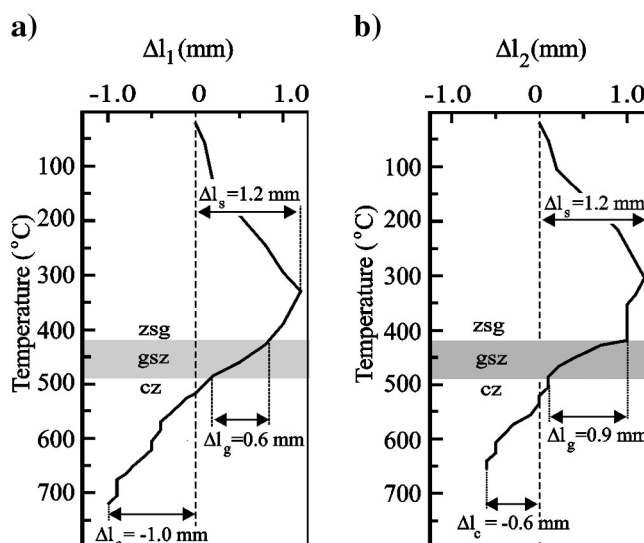 a)
Δl1 (mm)
-1.0 0 1.0
Temperature (°C)
100
200
300
400
500
600
700
Δls =1.2 mm
zsg
gsz
cz
Δlg =0.6 mm
= -1.0 mm
b)
Δl2 (mm)
-1.0 0 1.0
Temperature (°C)
100
200
300
400
500
600
700
Δls =1.2 mm
zsg
gsz
cz
Δlg =0.9 mm
Δlc = -0.6 mm